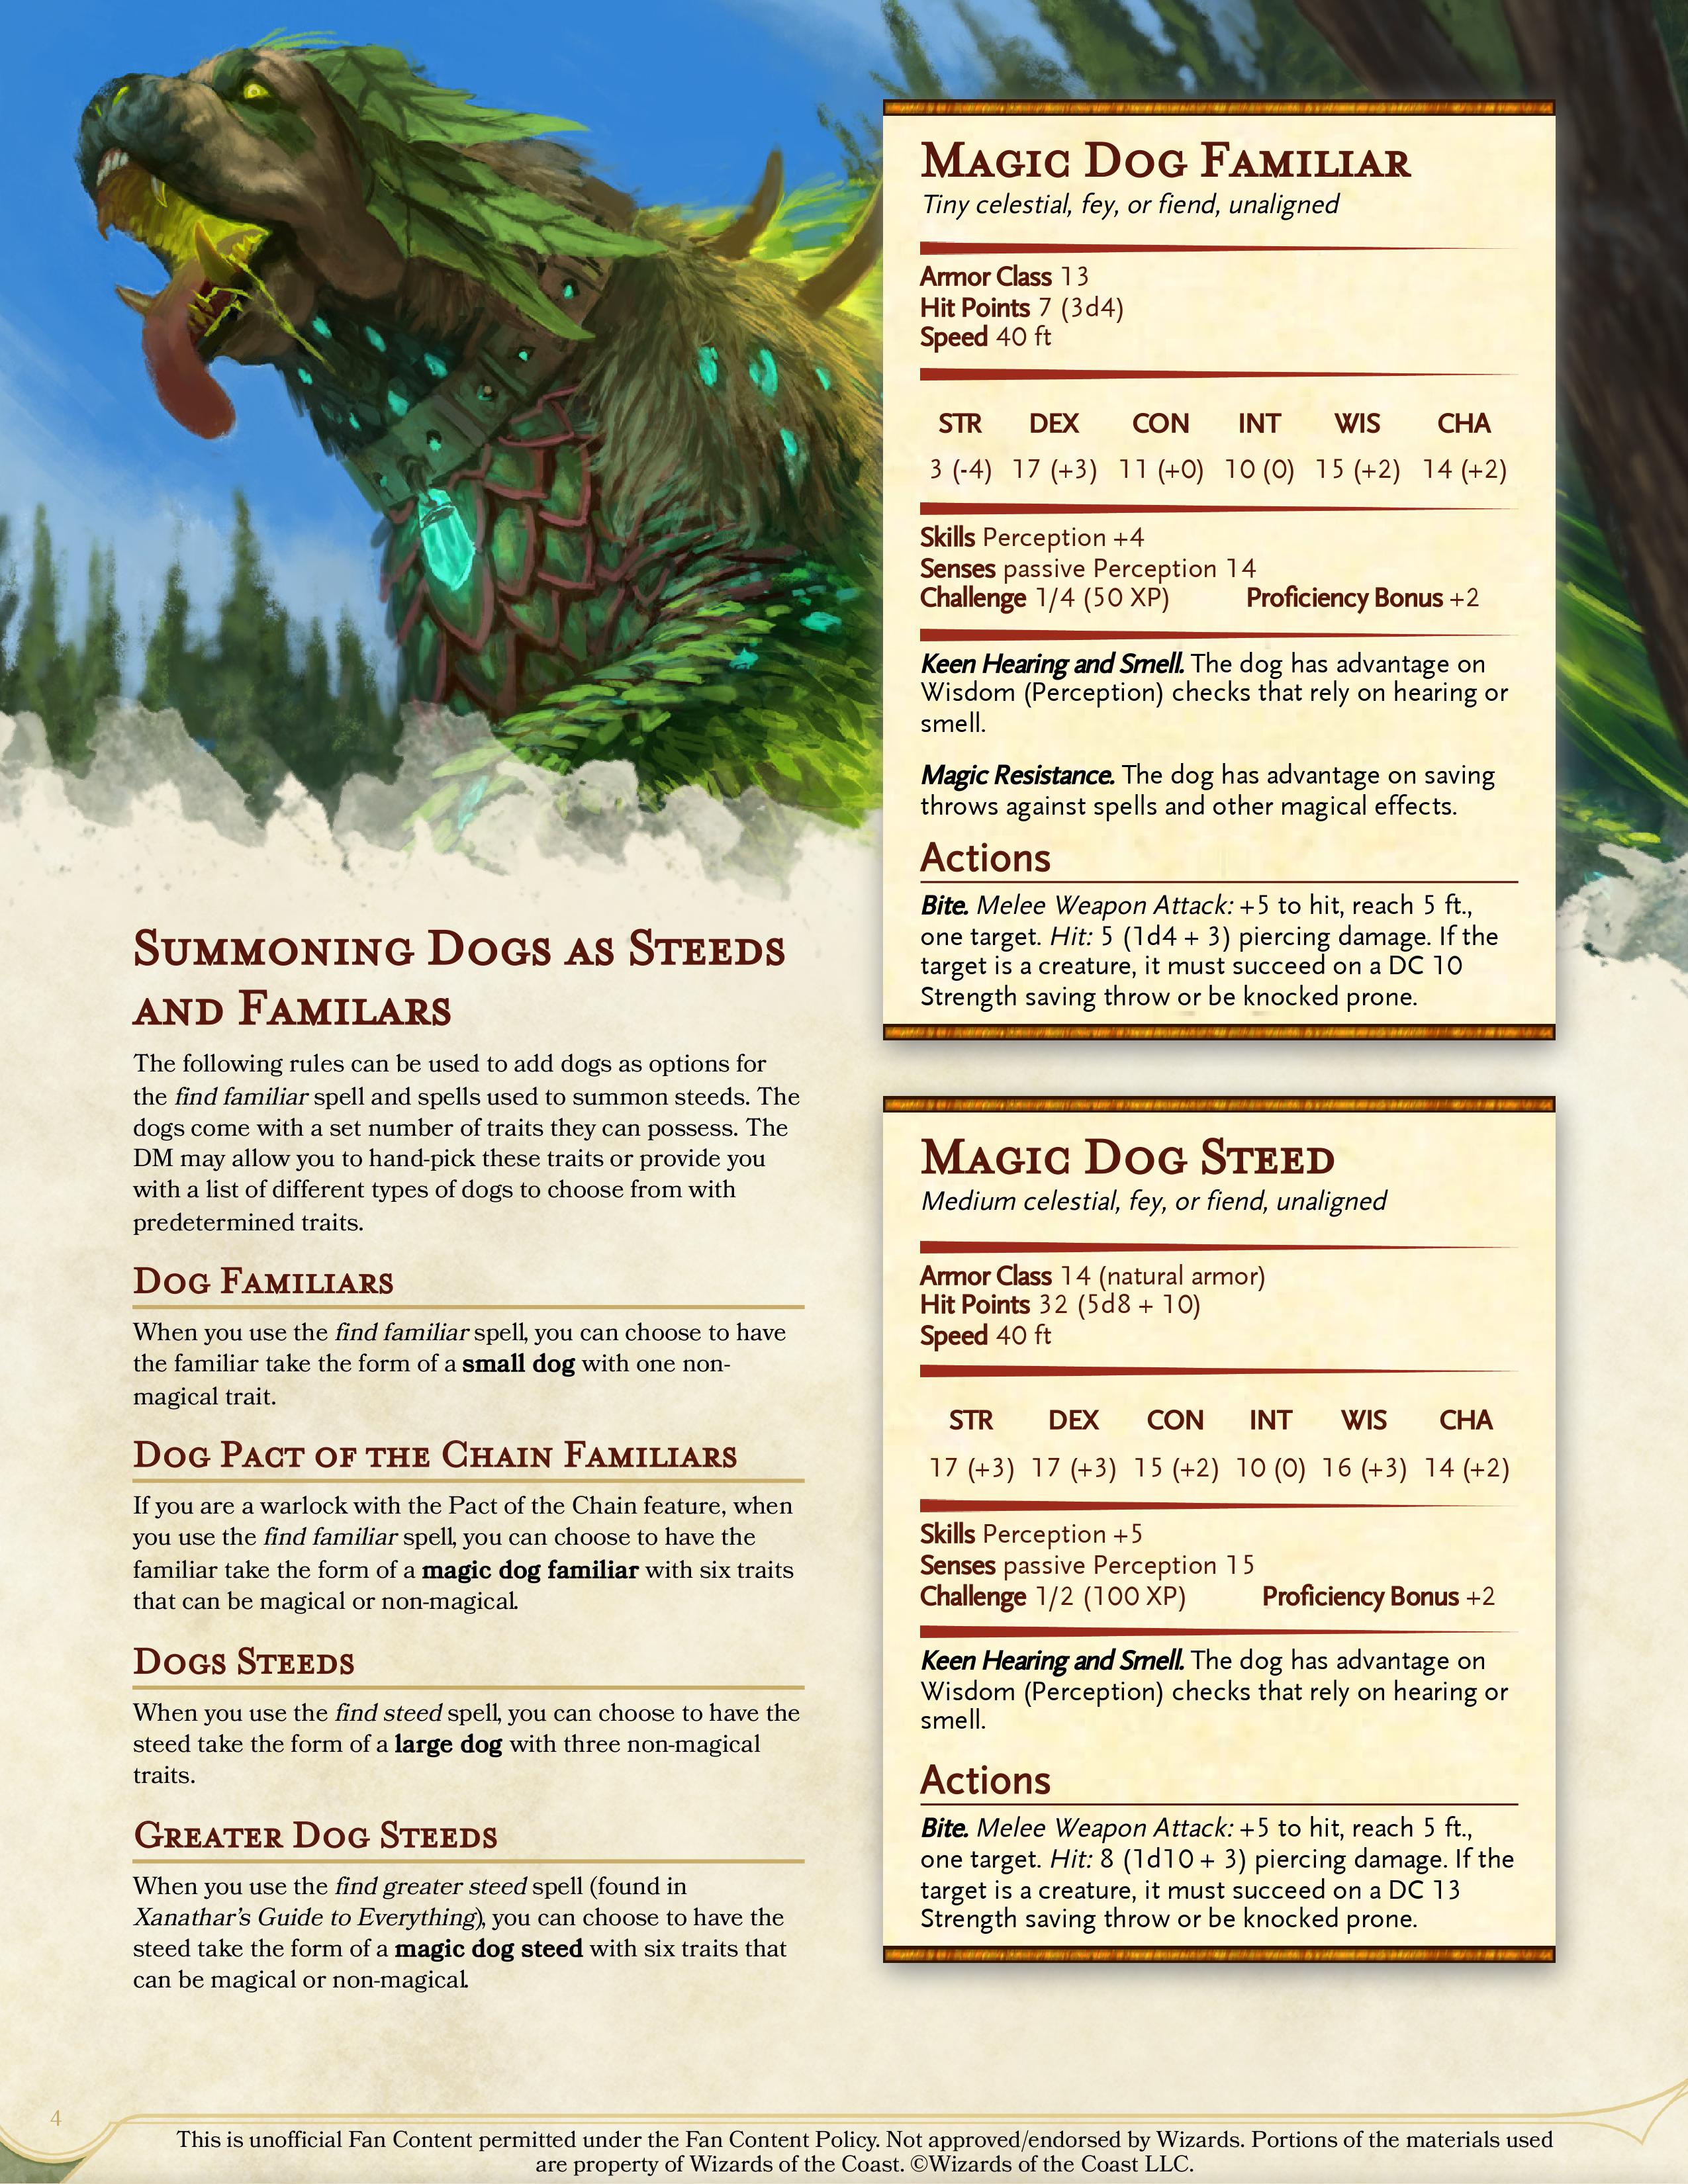 Summoning Dogs as Steeds
and Familars
The following rules can be used to add dogs as options for
the find familiar spell and spells used to summon steeds. The
dogs come with a set number of traits they can possess. The
DM may allow you to hand-pick these traits or provide you
with a list of different types of dogs to choose from with
predetermined traits.
Dog Familiars
When you use the find familiar spell, you can choose to have
the familiar take the form of a small dog with one non-
magical trait.
Dog Pact of the Chain Familiars
If you are a warlock with the Pact of the Chain feature, when
you use the find familiar spell, you can choose to have the
familiar take the form of a magic dog familiar with six traits
that can be magical or non-magical.
Dogs Steeds
When you use the find steed spell, you can choose to have the
steed take the form of a large dog with three non-magical
traits.
Greater Dog Steeds
When you use the find greater steed spell (found in
Xanathar's Guide to Everything), you can choose to have the
steed take the form of a magic dog steed with six traits that
can be magical or non-magical.
Magic Dog Familiar
Tiny celestial, fey, or fiend, unaligned
Armor Class 13
Hit Points 7 (3d4)
Speed 40 ft
STR DEX CON INT WIS CHA
3 (-4) 17 (+3) 11 (+0) 10 (0) 15 (+2) 14 (+2)
Skills Perception +4
Senses passive Perception 14
Challenge 1/4 (50 XP) Proficiency Bonus +2
Keen Hearing and Smell. The dog has advantage on
Wisdom (Perception) checks that rely on hearing or
smell.
Magic Resistance. The dog has advantage on saving
throws against spells and other magical effects.
Actions
Bite. Melee Weapon Attack: +5 to hit, reach 5 ft.,
one target. Hit: 5 (1d4 + 3) piercing damage. If the
target is a creature, it must succeed on a DC 10
Strength saving throw or be knocked prone.
Magic Dog Steed
Medium celestial, fey, or fiend, unaligned
Armor Class 14 (natural armor)
Hit Points 32 (5d8 + 10)
Speed 40 ft
STR DEX CON INT WIS CHA
17 (+3) 17 (+3) 15 (+2) 10 (0) 16 (+3) 14 (+2)
Skills Perception +5
Senses passive Perception 15
Challenge 1/2 (100 XP) Proficiency Bonus +2
Keen Hearing and Smell. The dog has advantage on
Wisdom (Perception) checks that rely on hearing or
smell.
Actions
Bite. Melee Weapon Attack: +5 to hit, reach 5 ft.,
one target. Hit: 8 (1d10 + 3) piercing damage. If the
target is a creature, it must succeed on a DC 13
Strength saving throw or be knocked prone.
4
This is unofficial Fan Content permitted under the Fan Content Policy. Not approved/endorsed by Wizards. Portions of the materials used
are property of Wizards of the Coast. ©Wizards of the Coast LLC.